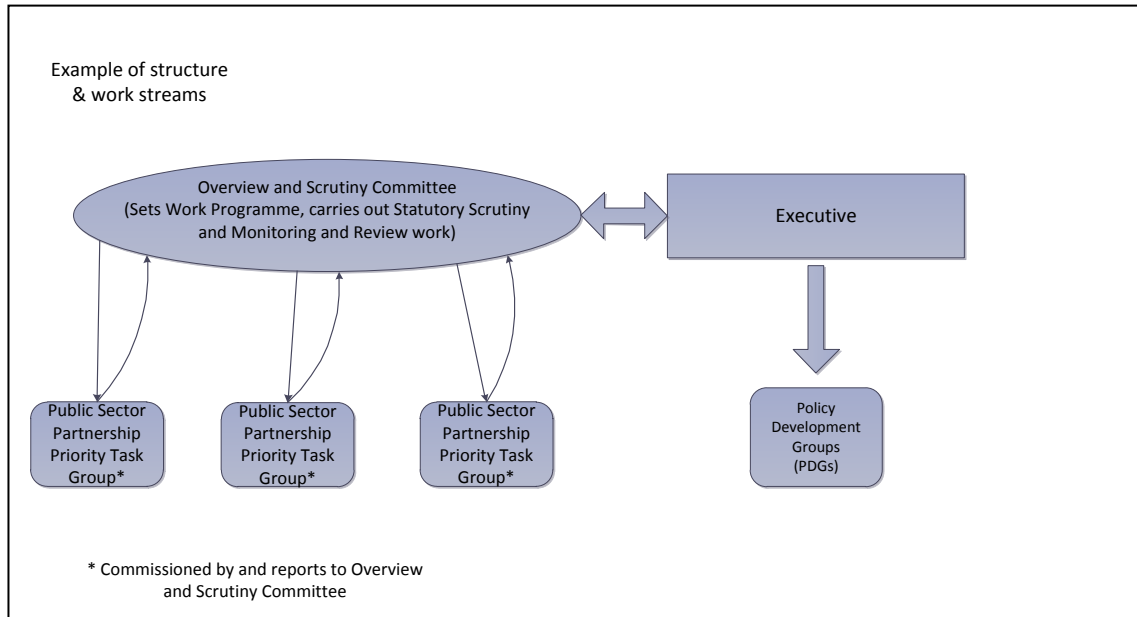 Example of structure
& work streams
Overview and Scrutiny Committee
(Sets Work Programme, carries out Statutory Scrutiny
and Monitoring and Review work)
Executive
Public Sector
Partnership
Priority Task
Group*
Public Sector
Partnership
Priority Task
Group*
Public Sector
Partnership
Priority Task
Group*
Policy
Development
Groups
(PDGs)
* Commissioned by and reports to Overview
and Scrutiny Committee